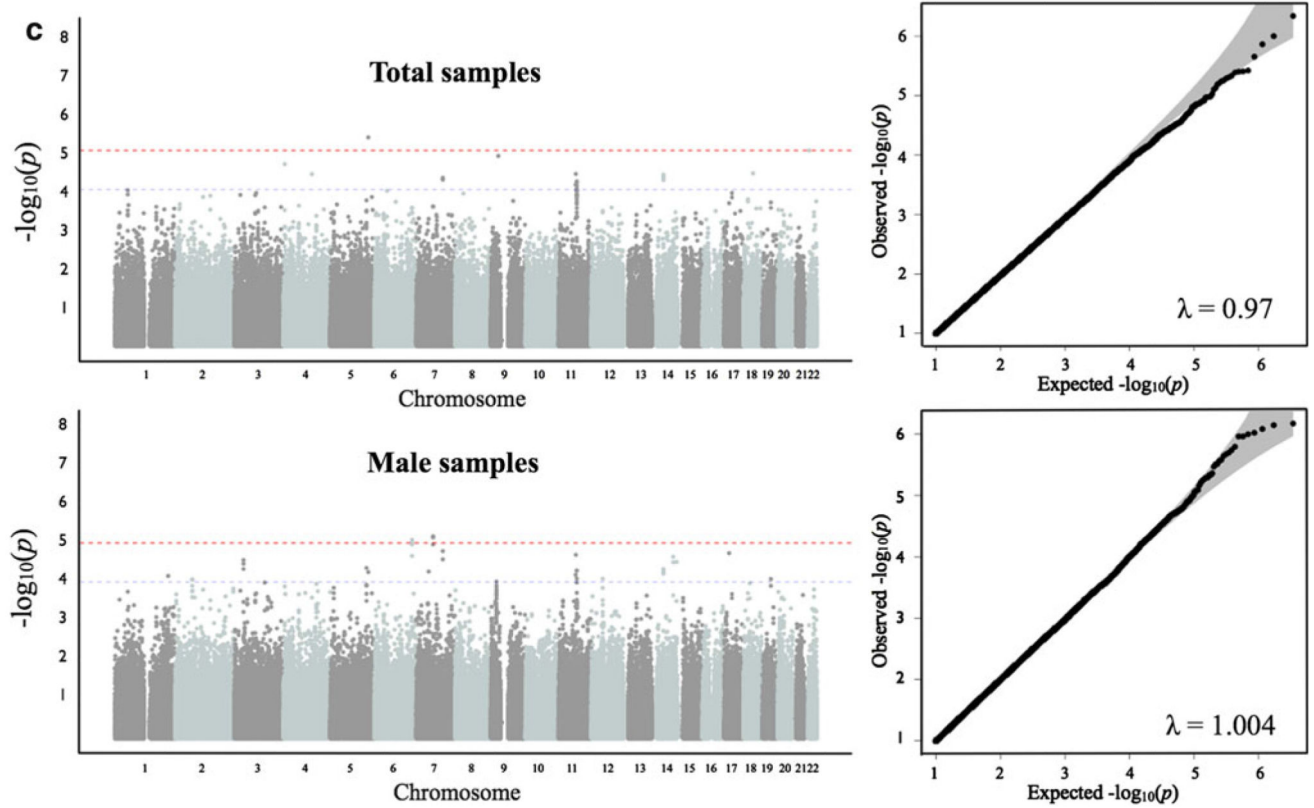 c
Total samples
-log10(p)
8
7
6
5
4
3
2
1
1 2 3 4 5 6 7 8 9 10 11 12 13 14 15 16 17 18 19 20 2122
Chromosome
Observed -log10(p)
6
5
4
3
2
1
λ = 0.97
1 2 3 4 5 6
Expected -log10(p)
Male samples
-log10(p)
8
7
6
5
4
3
2
1
1 2 3 4 5 6 7 8 9 10 11 12 13 14 15 16 17 18 19 20 2122
Chromosome
Observed -log10(p)
6
5
4
3
2
1
λ = 1.004
1 2 3 4 5 6
Expected -log10(p)